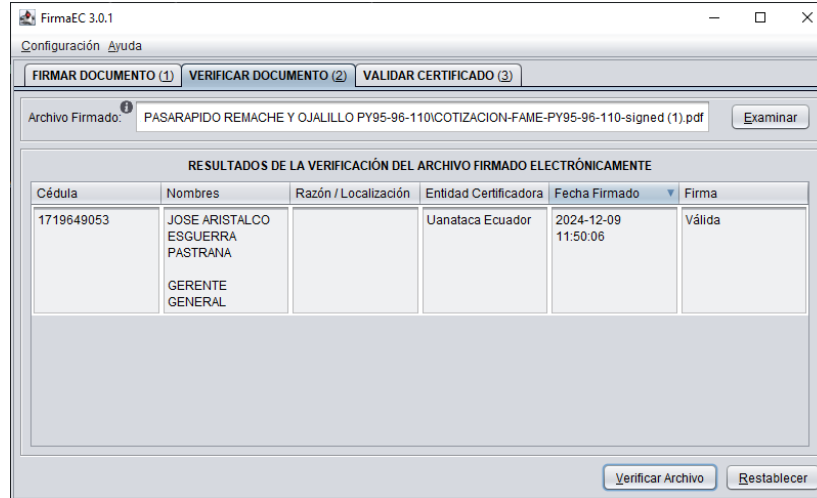 FirmaEC 3.0.1
Configuración Ayuda
FIRMAR DOCUMENTO (1) VERIFICAR DOCUMENTO (2) VALIDAR CERTIFICADO (3)
Archivo Firmado: PASARAPIDO REMACHE Y OJALILLO PY95-96-110\COTIZACION-FAME-PY95-96-110-signed (1).pdf Examinar
RESULTADOS DE LA VERIFICACIÓN DEL ARCHIVO FIRMADO ELECTRÓNICAMENTE
Cédula Nombres Razón / Localización Entidad Certificadora Fecha Firmado Firma
1719649053 JOSE ARISTALCO Uanataca Ecuador 2024-12-09 Válida
ESGUERRA 11:50:06
PASTRANA
GERENTE
GENERAL
Verificar Archivo Restablecer